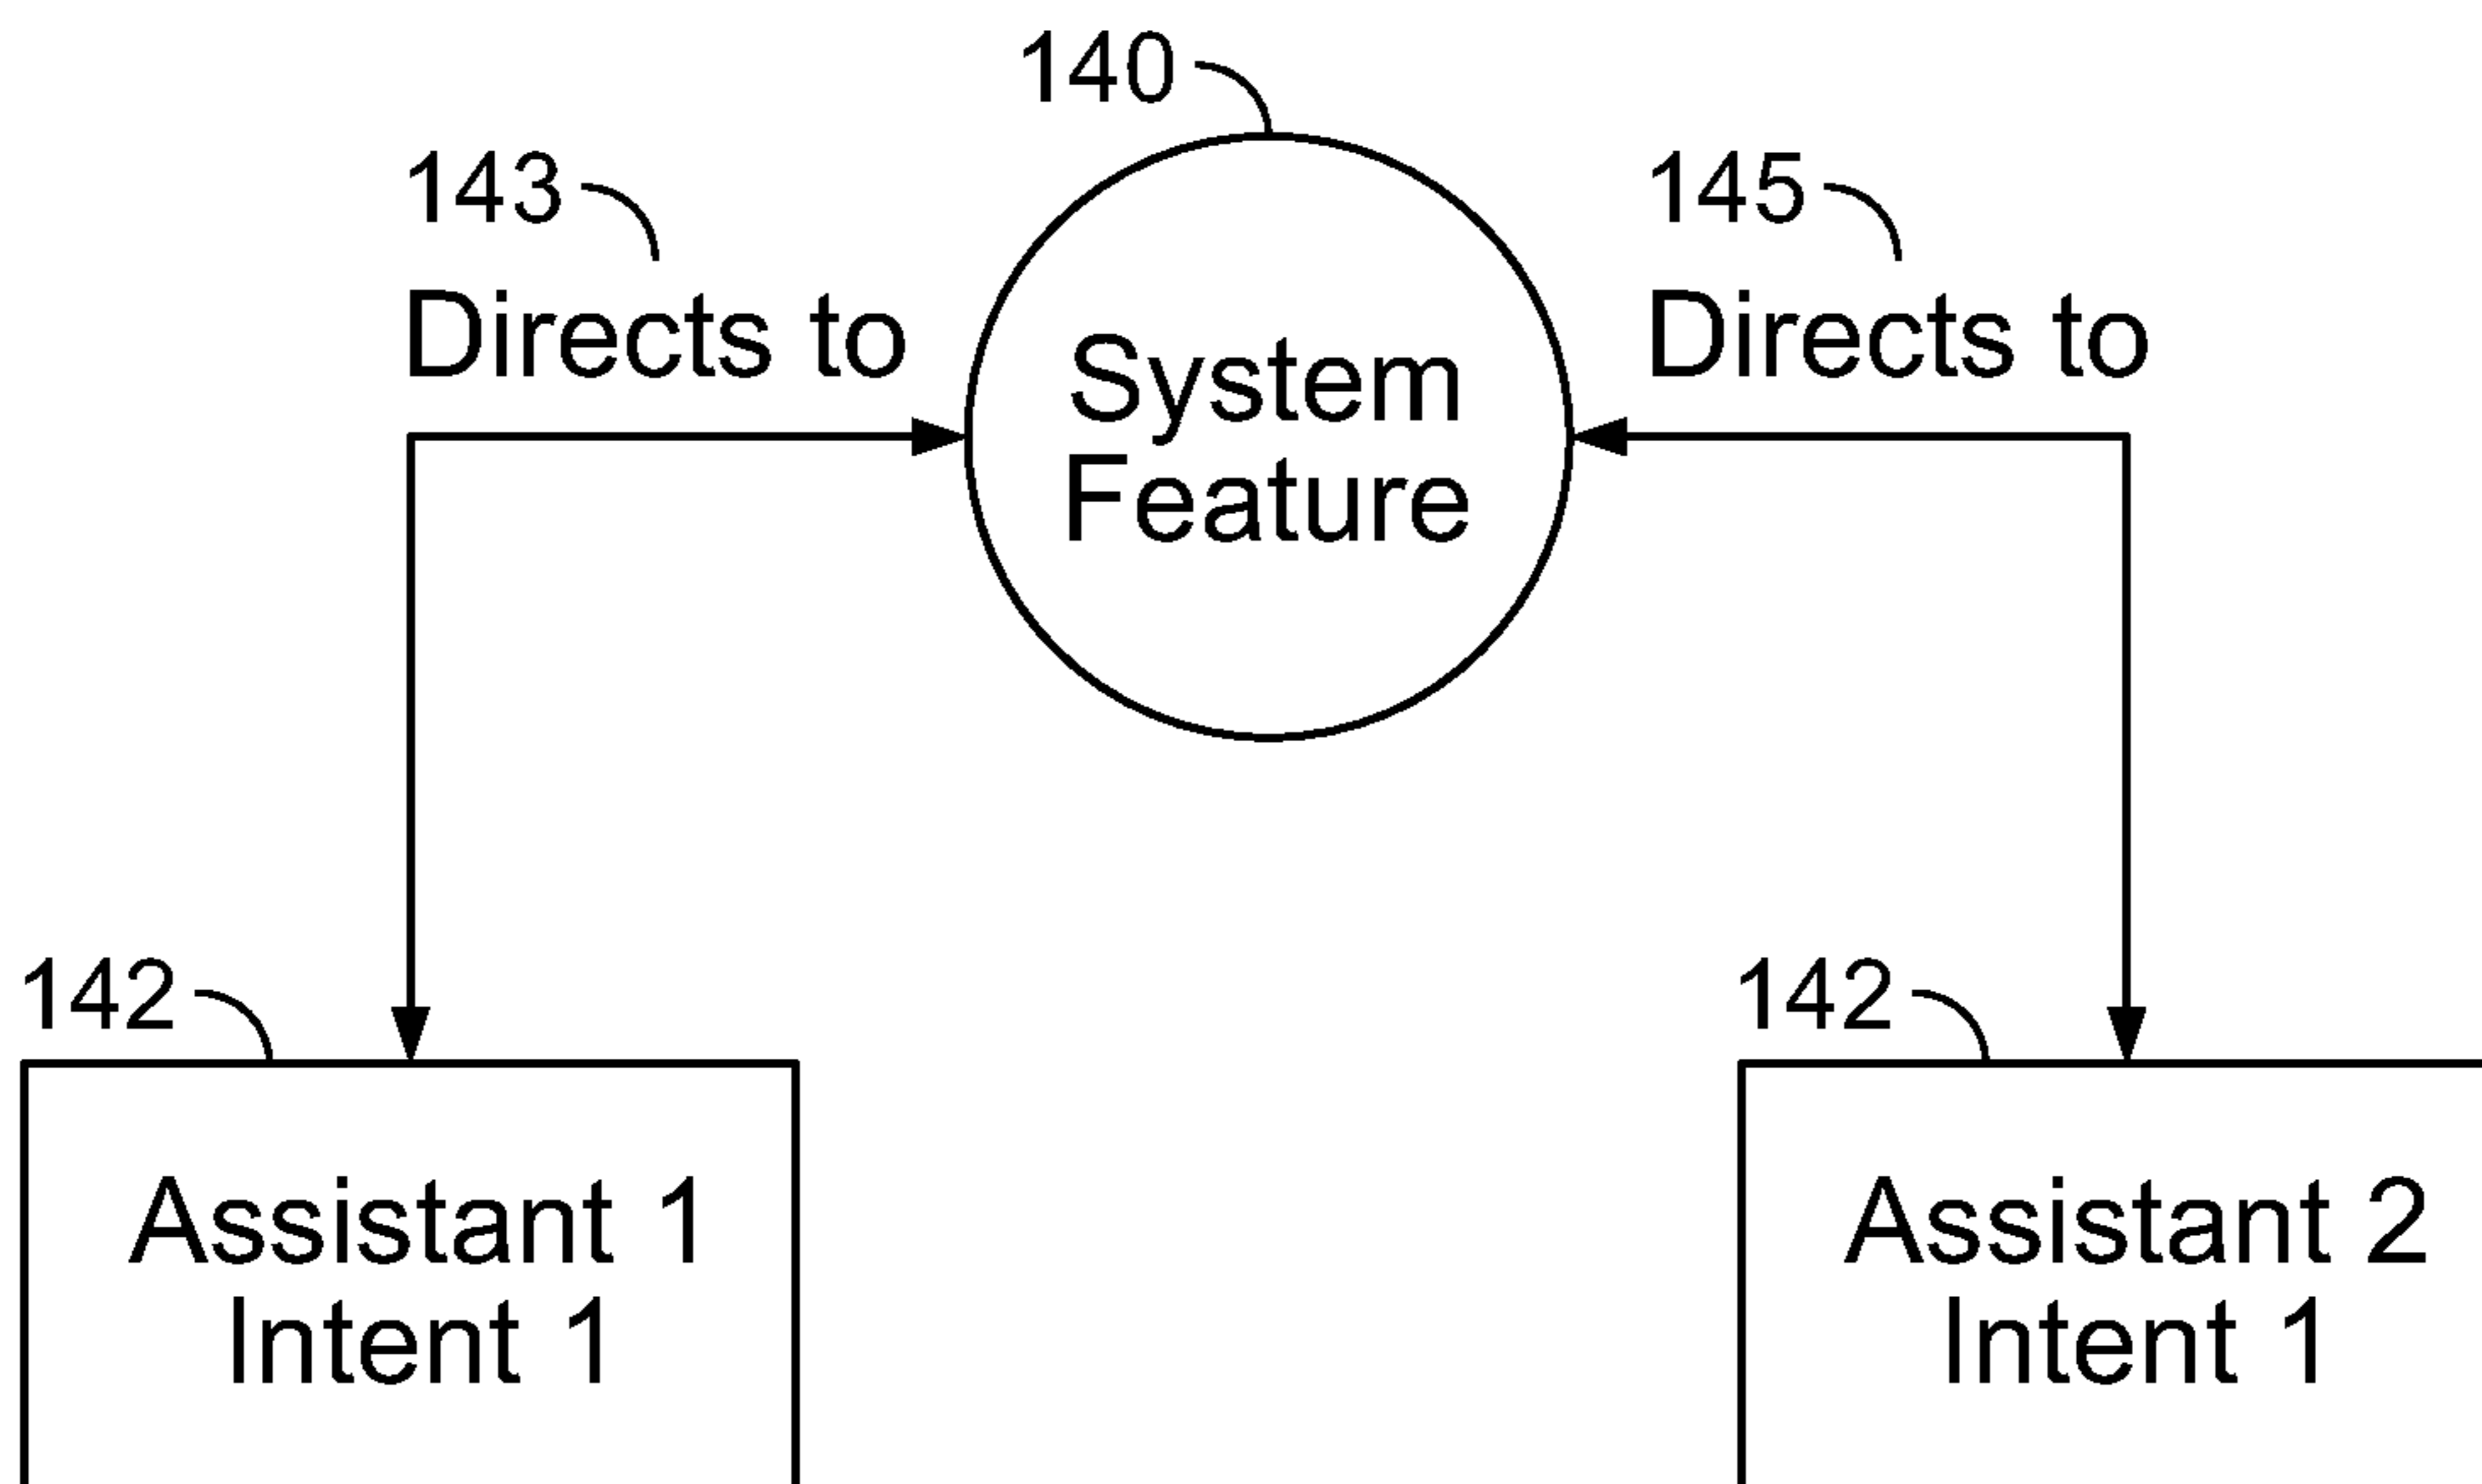 140
143
145
Directs to
Directs to
System
Feature
142
142
Assistant 1
Intent 1
Assistant 2
Intent 1